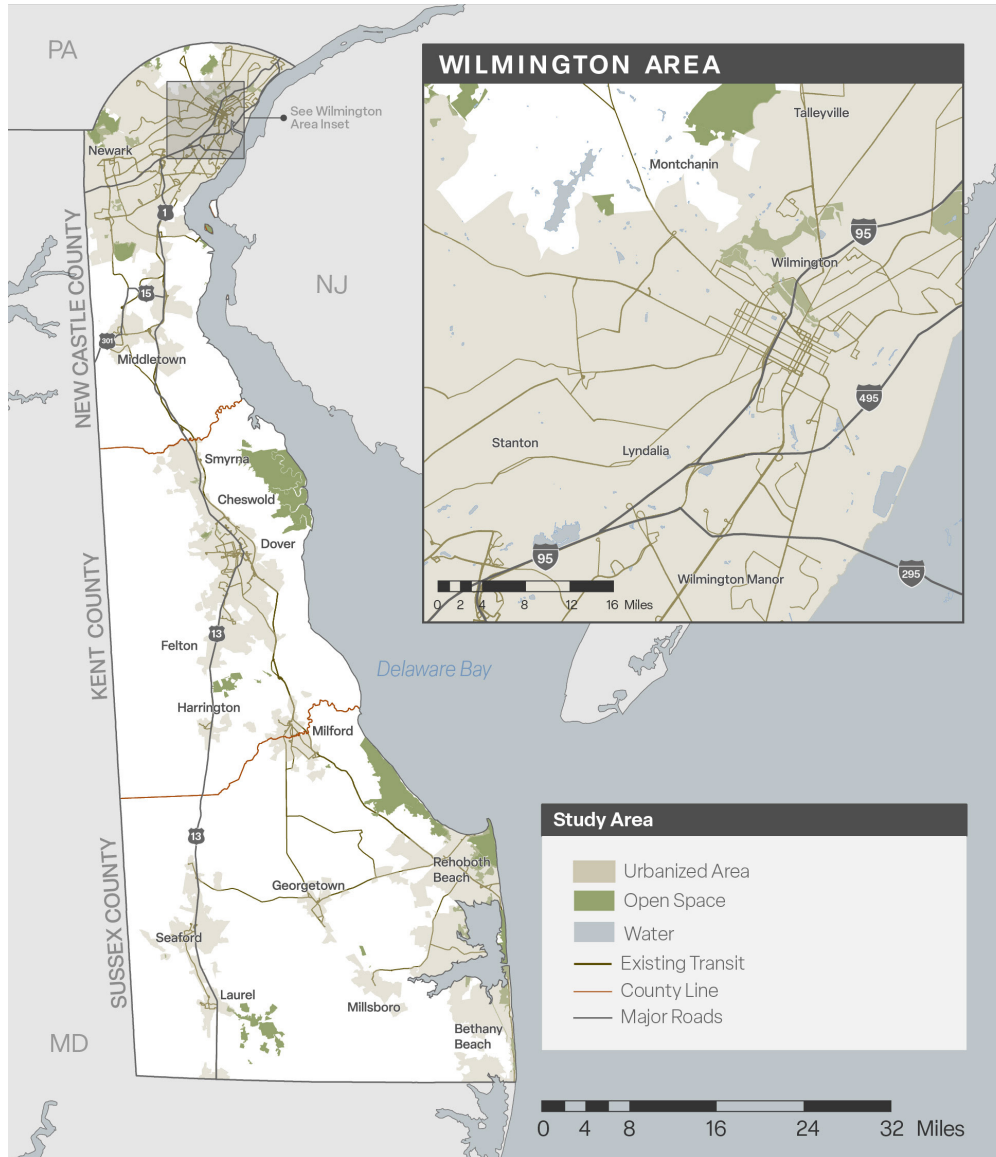 PA
See Wilmington
Area Inset
Newark
1
NJ
NEW CASTLE COUNTY
15
301
Middletown
Smyrna
Cheswold
Dover
KENT COUNTY
13
Felton
Harrington
Milford
Delaware Bay
SUSSEX COUNTY
13
Rehoboth
Beach
Georgetown
Seaford
Laurel
Millsboro
Bethany
Beach
MD
WILMINGTON AREA
Talleyville
Montchanin
95
Wilmington
495
Stanton
Lyndalia
95
295
Wilmington Manor
0 2 4 8 12 16 Miles
Study Area
Urbanized Area
Open Space
Water
Existing Transit
County Line
Major Roads
0 4 8 16 24 32 Miles